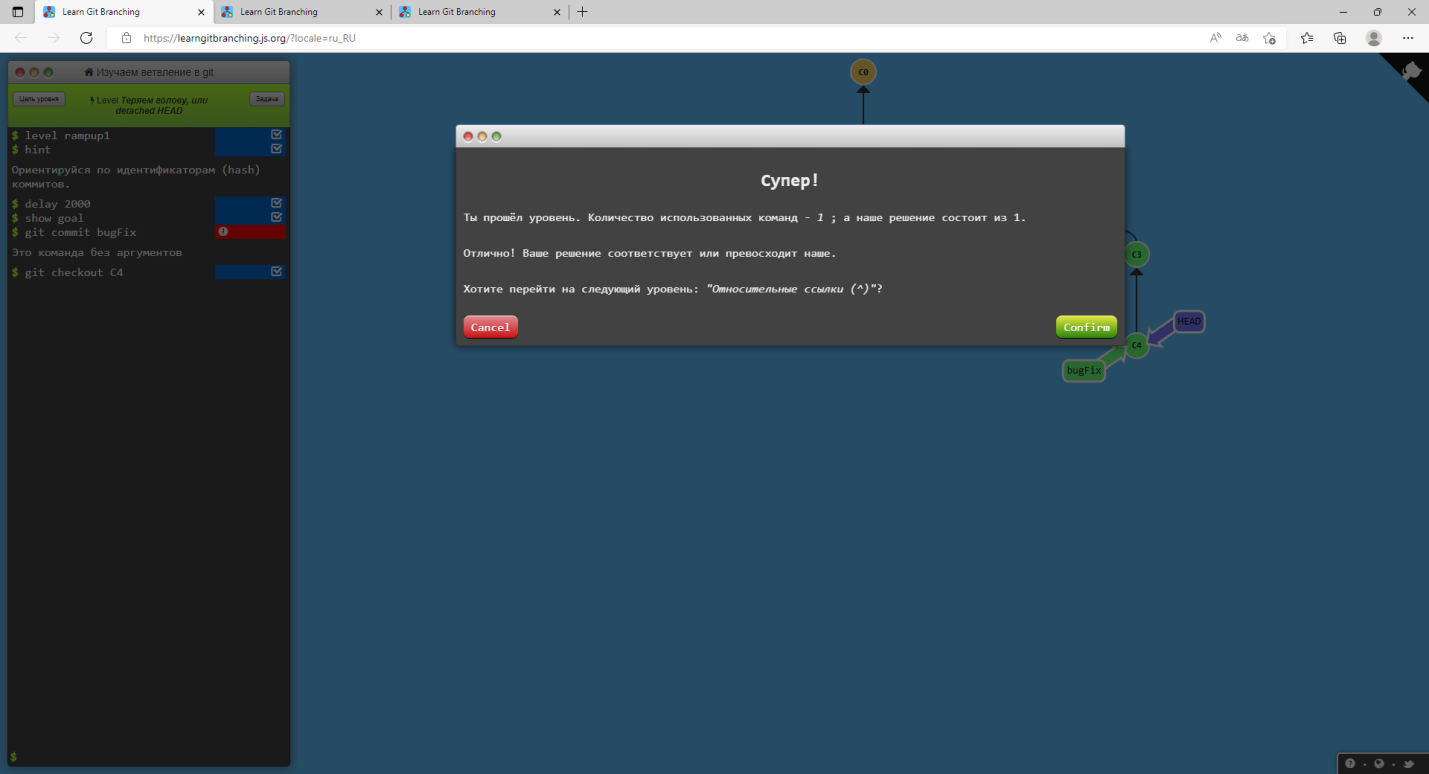 Learn Git Branching
Learn Git Branching
Learn Git Branching
https://learngitbranching.js.org/?locale=ru_RU
Изучаем ветвление в git
Цель уровня
Level Теряем голову, или
detached HEAD
Задача
$ level rampup1
$ hint
Ориентируйся по идентификаторам (hash)
коммитов.
$ delay 2000
$ show goal
$ git commit bugFix
Это команда без аргументов
$ git checkout C4
$
C0
Супер!
Ты прошёл уровень. Количество использованных команд - 1 ; а наше решение состоит из 1.
Отлично! Ваше решение соответствует или превосходит наше.
Хотите перейти на следующий уровень: "Относительные ссылки (^)"?
Cancel
Confirm
C3
HEAD
C4
bugFix